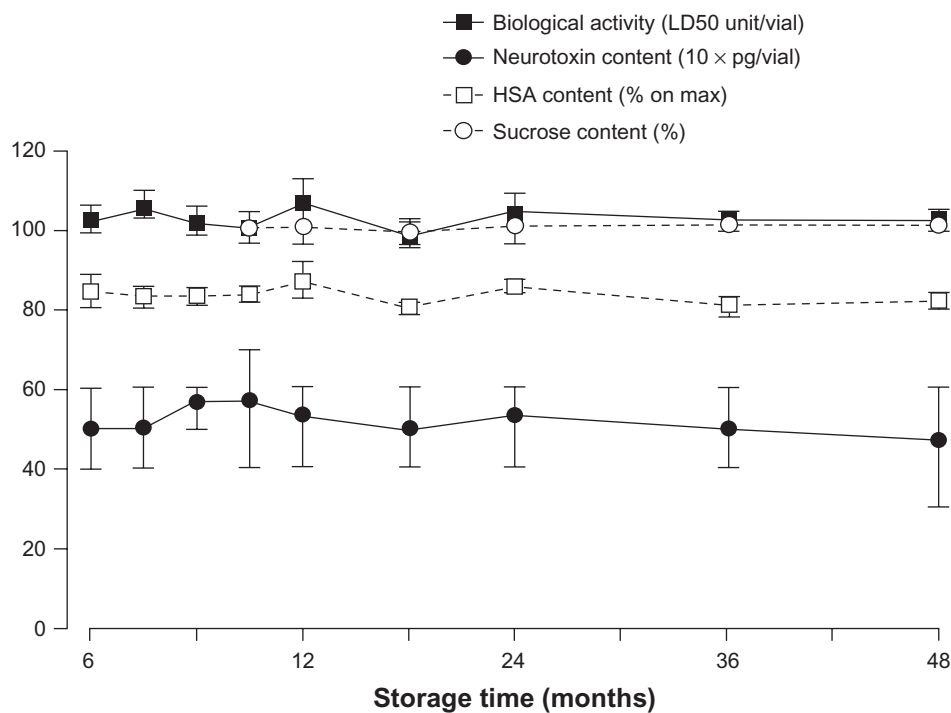 Biological activity (LD50 unit/vial)
Neurotoxin content (10 × pg/vial)
HSA content (% on max)
Sucrose content (%)
120
100
80
60
40
20
0
6 12 24 36 48
Storage time (months)